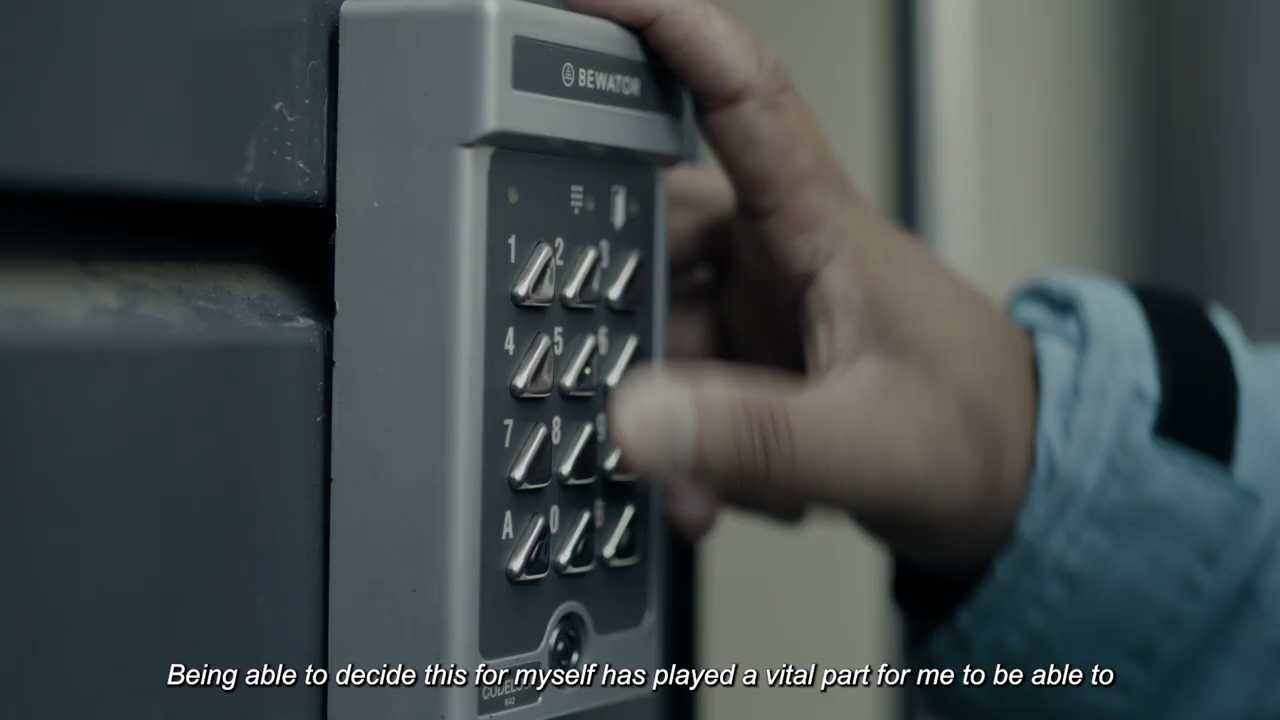 BEWATOR
1 2 3
4 5 6
7 8 9
A 0
Being able to decide this for myself has played a vital part for me to be able to